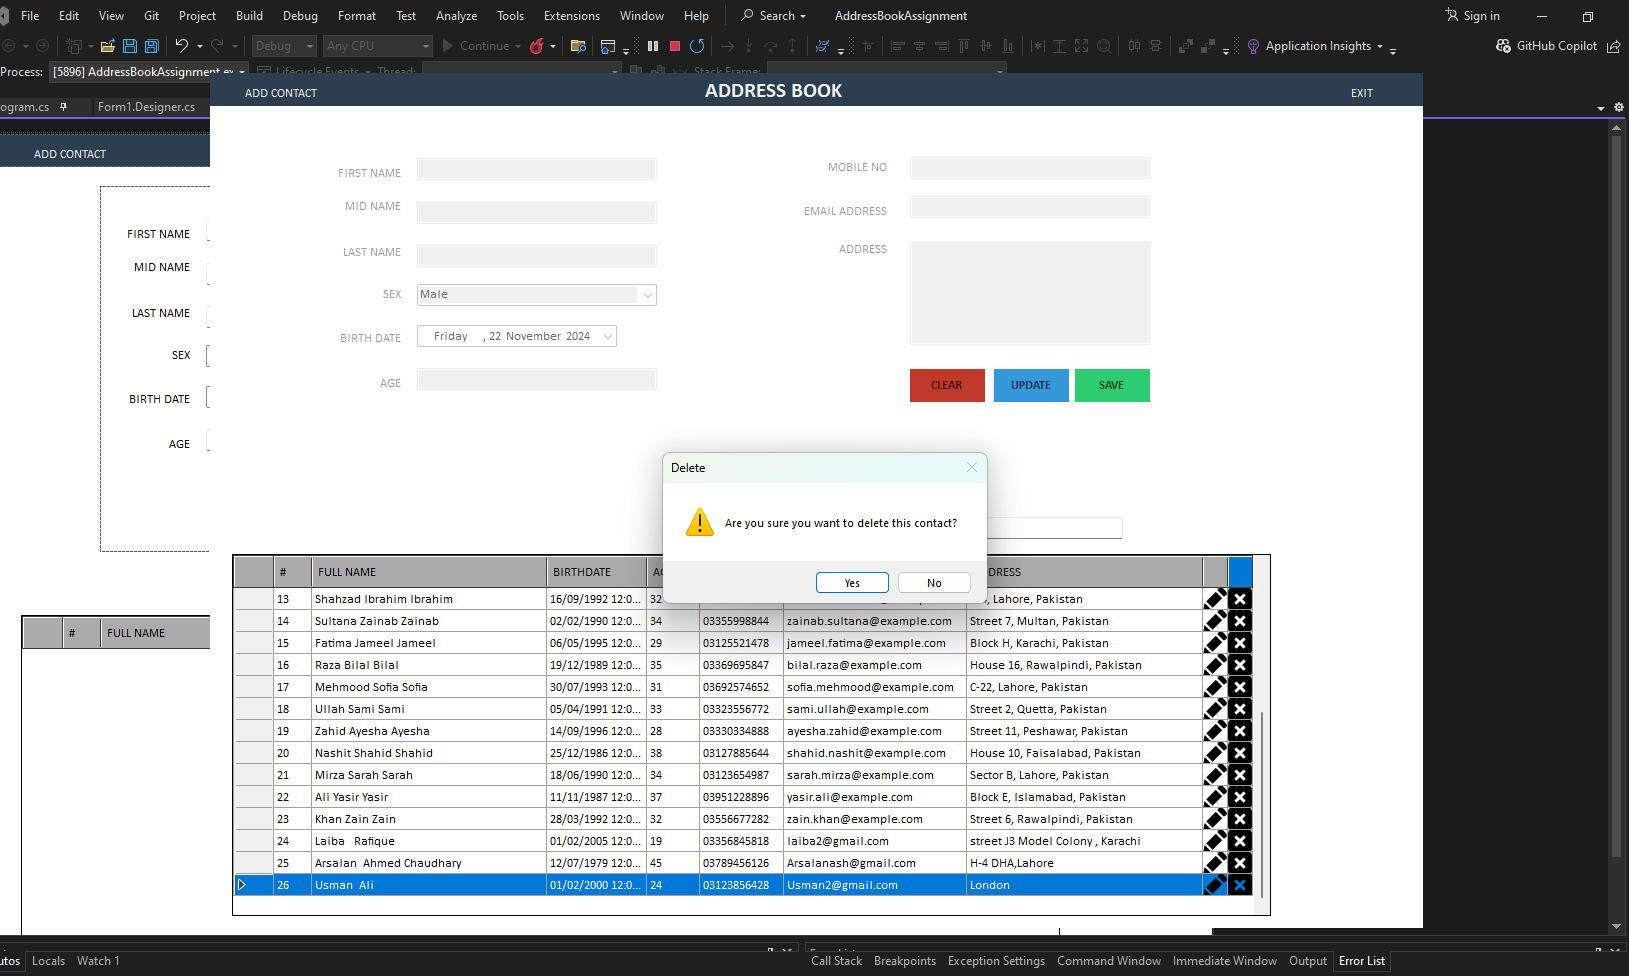 File Edit View Git Project Build Debug Format Test Analyze Tools Extensions Window Help Search AddressBookAssignment Sign in
Debug Any CPU Continue Application Insights GitHub Copilot
Process: [5896] AddressBookAssignment.ex Lifecycle Events Thread: Stack Frame:
ogram.cs Form1.Designer.cs
ADD CONTACT ADDRESS BOOK EXIT
ADD CONTACT
FIRST NAME
MID NAME
LAST NAME
SEX Male
BIRTH DATE Friday , 22 November 2024
AGE
MOBILE NO
EMAIL ADDRESS
ADDRESS
CLEAR UPDATE SAVE
FIRST NAME
MID NAME
LAST NAME
SEX
BIRTH DATE
AGE
Delete
Are you sure you want to delete this contact?
Yes No
# FULL NAME
# FULL NAME BIRTHDATE DRESS
13 Shahzad Ibrahim Ibrahim 16/09/1992 12:0... 32 , Lahore, Pakistan
14 Sultana Zainab Zainab 02/02/1990 12:0... 34 03355998844 zainab.sultana@example.com Street 7, Multan, Pakistan
15 Fatima Jameel Jameel 06/05/1995 12:0... 29 03125521478 jameel.fatima@example.com Block H, Karachi, Pakistan
16 Raza Bilal Bilal 19/12/1989 12:0... 35 03369695847 bilal.raza@example.com House 16, Rawalpindi, Pakistan
17 Mehmood Sofia Sofia 30/07/1993 12:0... 31 03692574652 sofia.mehmood@example.com C-22, Lahore, Pakistan
18 Ullah Sami Sami 05/04/1991 12:0... 33 03323556772 sami.ullah@example.com Street 2, Quetta, Pakistan
19 Zahid Ayesha Ayesha 14/09/1996 12:0... 28 03330334888 ayesha.zahid@example.com Street 11, Peshawar, Pakistan
20 Nashit Shahid Shahid 25/12/1986 12:0... 38 03127885644 shahid.nashit@example.com House 10, Faisalabad, Pakistan
21 Mirza Sarah Sarah 18/06/1990 12:0... 34 03123654987 sarah.mirza@example.com Sector B, Lahore, Pakistan
22 Ali Yasir Yasir 11/11/1987 12:0... 37 03951228896 yasir.ali@example.com Block E, Islamabad, Pakistan
23 Khan Zain Zain 28/03/1992 12:0... 32 03556677282 zain.khan@example.com Street 6, Rawalpindi, Pakistan
24 Laiba Rafique 01/02/2005 12:0... 19 03356845818 laiba2@gmail.com street J3 Model Colony , Karachi
25 Arsalan Ahmed Chaudhary 12/07/1979 12:0... 45 03789456126 Arsalanash@gmail.com H-4 DHA,Lahore
26 Usman Ali 01/02/2000 12:0... 24 03123856428 Usman2@gmail.com London
utos Locals Watch 1 Call Stack Breakpoints Exception Settings Command Window Immediate Window Output Error List